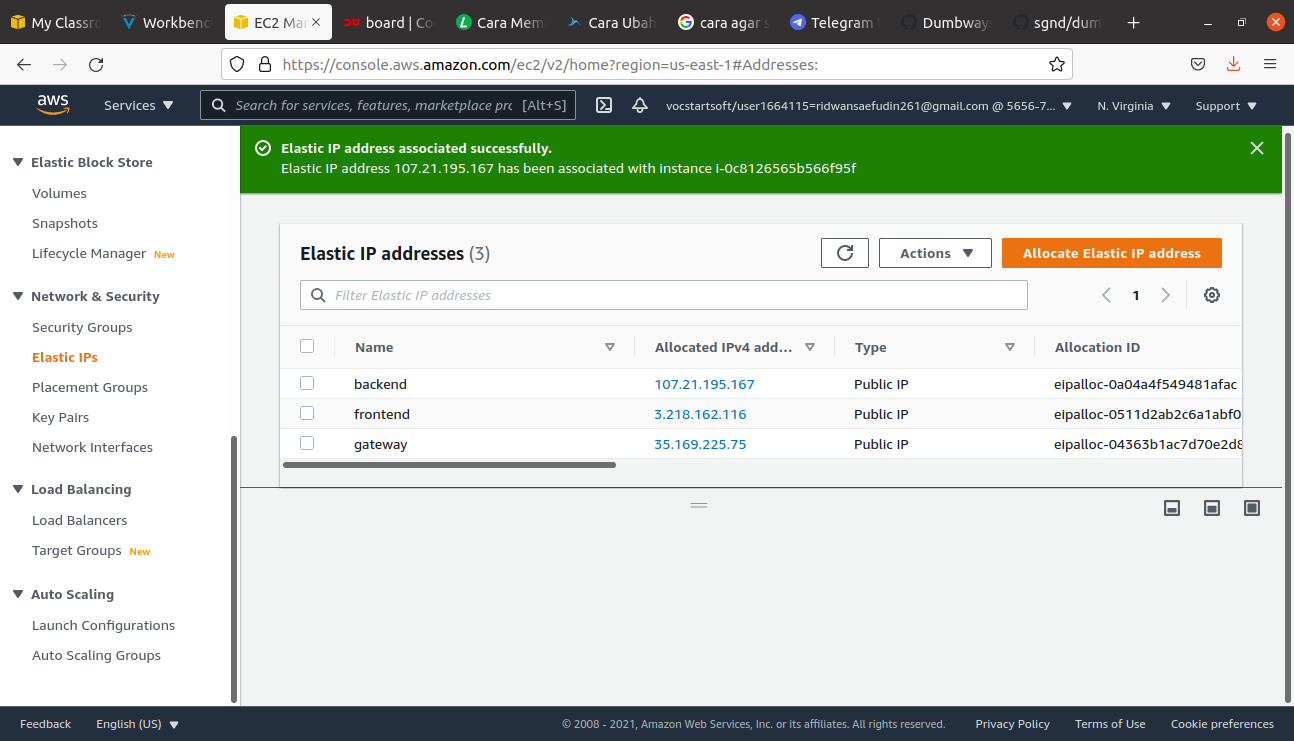 My Classro
Workbenc
EC2 Man
board | Co
Cara Mem
Cara Ubah
cara agar s
Telegram
Dumbways
sgnd/dum
https://console.aws.amazon.com/ec2/v2/home?region=us-east-1#Addresses:
aws
Services
Search for services, features, marketplace prc
[Alt+S]
vocstartsoft/user1664115=ridwansaefudin261@gmail.com @ 5656-7...
N. Virginia
Support
Elastic Block Store
Volumes
Snapshots
Lifecycle Manager New
Network & Security
Security Groups
Elastic IPs
Placement Groups
Key Pairs
Network Interfaces
Load Balancing
Load Balancers
Target Groups New
Auto Scaling
Launch Configurations
Auto Scaling Groups
Elastic IP address associated successfully.
Elastic IP address 107.21.195.167 has been associated with instance i-0c8126565b566f95f
Elastic IP addresses (3)
Actions
Allocate Elastic IP address
Filter Elastic IP addresses
1
Name Allocated IPv4 add... Type Allocation ID
backend 107.21.195.167 Public IP eipalloc-0a04a4f549481afac
frontend 3.218.162.116 Public IP eipalloc-0511d2ab2c6a1abf0
gateway 35.169.225.75 Public IP eipalloc-04363b1ac7d70e2d8
Feedback English (US) © 2008 - 2021, Amazon Web Services, Inc. or its affiliates. All rights reserved. Privacy Policy Terms of Use Cookie preferences